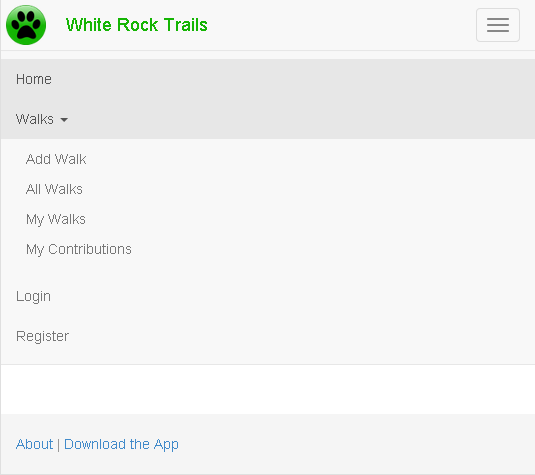 White Rock Trails
Home
Walks
Add Walk
All Walks
My Walks
My Contributions
Login
Register
About | Download the App